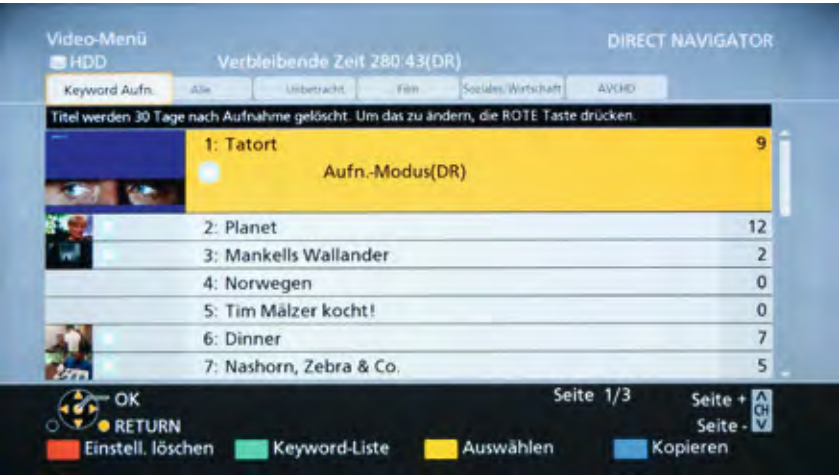 Video-Menü
DIRECT NAVIGATOR
HDD
Verbleibende Zeit 280:43(DR)
Keyword Aufn. Alle Unbetracht. Film Soziales/Wirtschaft AVCHD
Titel werden 30 Tage nach Aufnahme gelöscht. Um das zu ändern, die ROTE Taste drücken.
1: Tatort 9
Aufn.-Modus(DR)
2: Planet 12
3: Mankells Wallander 2
4: Norwegen 0
5: Tim Mälzer kocht! 0
6: Dinner 7
7: Nashorn, Zebra & Co. 5
OK Seite 1/3 Seite + CH
RETURN Seite -
Einstell. löschen Keyword-Liste Auswählen Kopieren